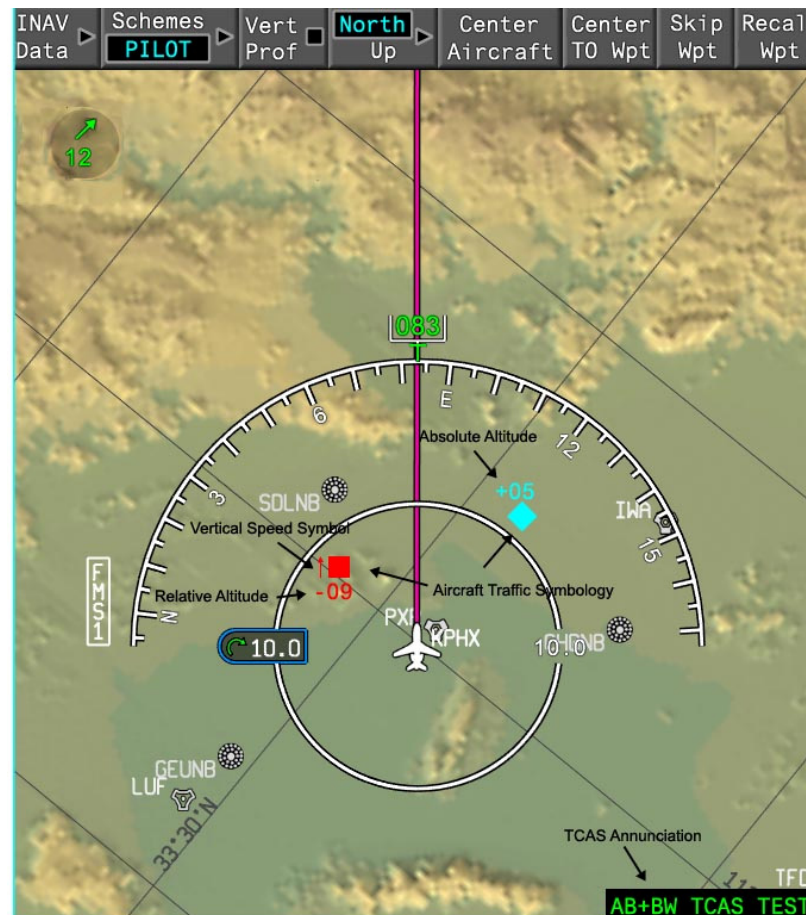 INAV Data
Schemes PILOT
Vert Prof
North Up
Center Aircraft
Center TO Wpt
Skip Wpt
Recal Wpt
12
083
T
E
6
12
3
15
N
Absolute Altitude
+05
SDLNB
IWA
Vertical Speed Symbol
Relative Altitude
-09
Aircraft Traffic Symbology
FMS1
KPHX
10.0
10.0
GEUNB
LUF
33°30'N
TCAS Annunciation
TFD
AB+BW TCAS TEST